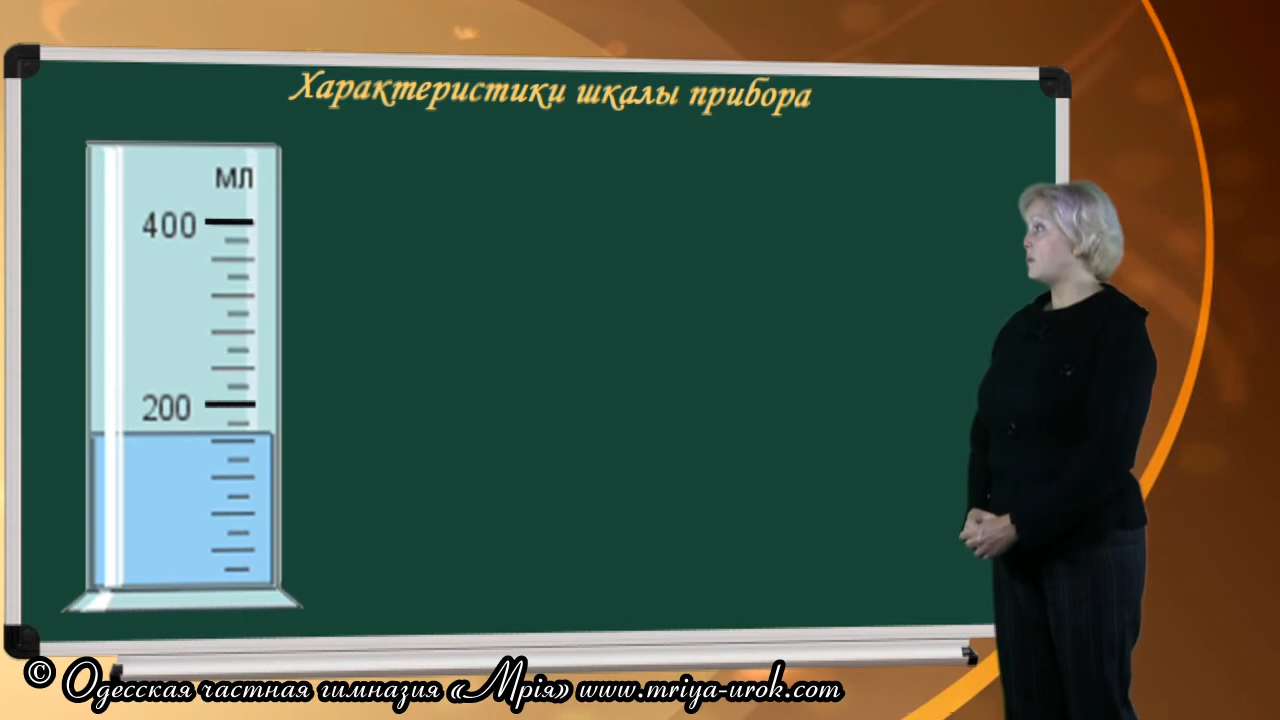 Характеристики шкалы прибора
мл
400
200
© Одесская частная гимназия «Мрія» www.mriya-urok.com